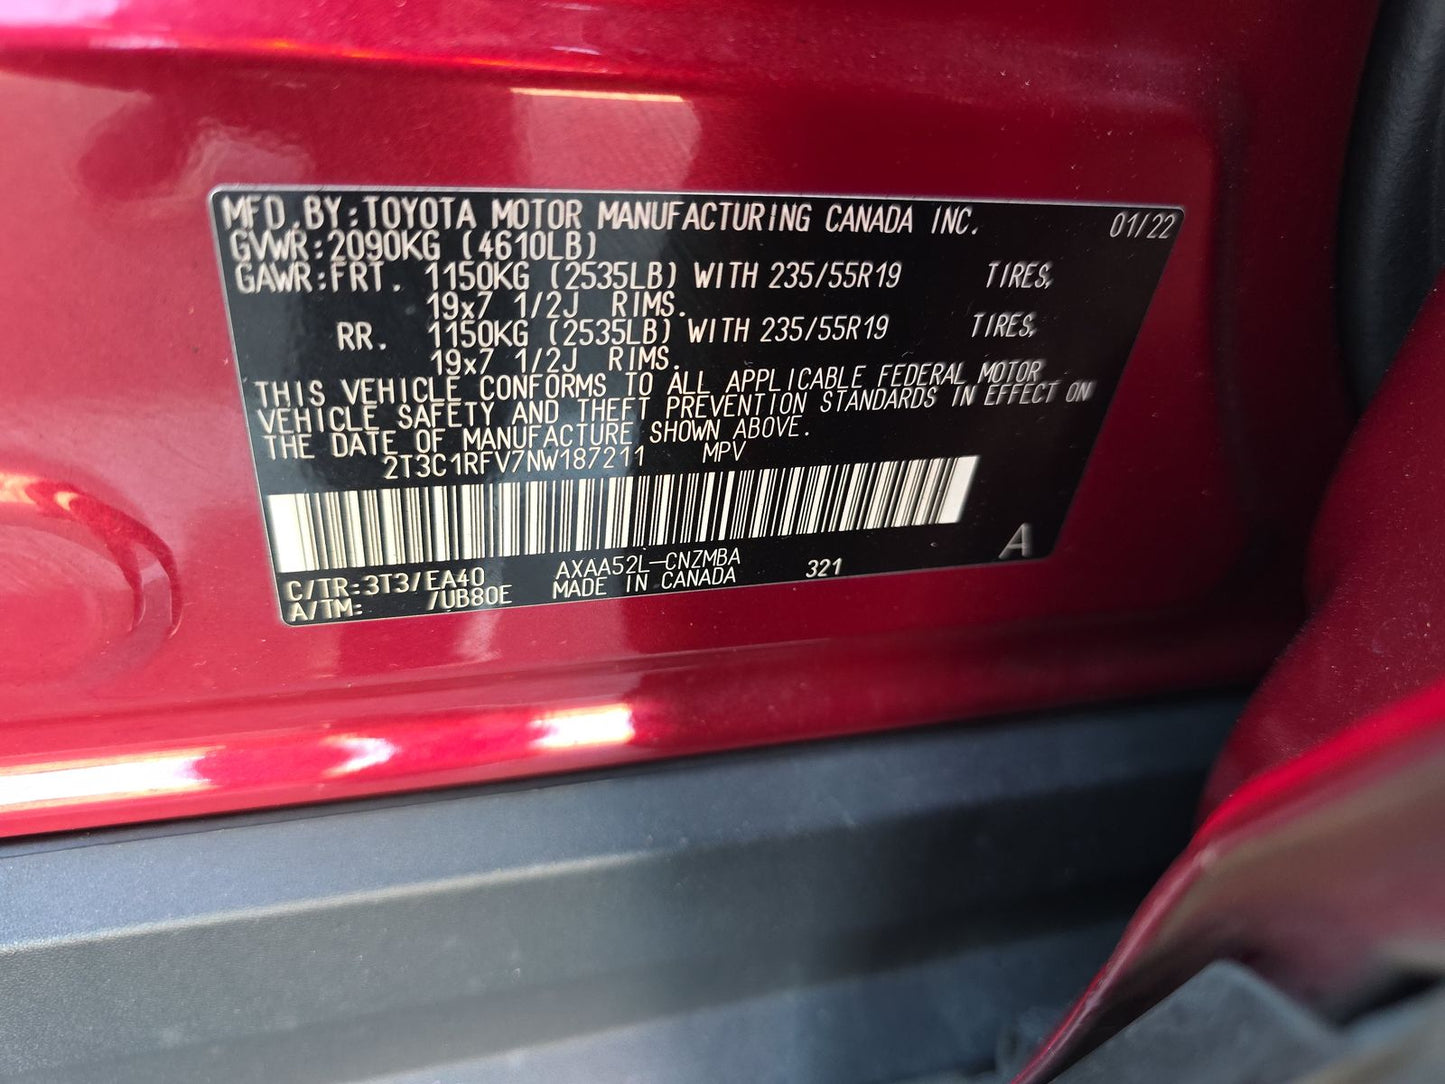 MFD.BY:TOYOTA MOTOR MANUFACTURING CANADA INC. 01/22
GVWR:2090KG (4610LB)
GAWR:FRT. 1150KG (2535LB) WITH 235/55R19 TIRES,
19x7 1/2J RIMS.
RR. 1150KG (2535LB) WITH 235/55R19 TIRES,
19x7 1/2J RIMS.
THIS VEHICLE CONFORMS TO ALL APPLICABLE FEDERAL MOTOR
VEHICLE SAFETY AND THEFT PREVENTION STANDARDS IN EFFECT ON
THE DATE OF MANUFACTURE SHOWN ABOVE.
2T3C1RFV7NW187211 MPV
C/TR:3T3/EA40 AXAA52L-CNZMBA 321 A
A/TM: /UB80E MADE IN CANADA